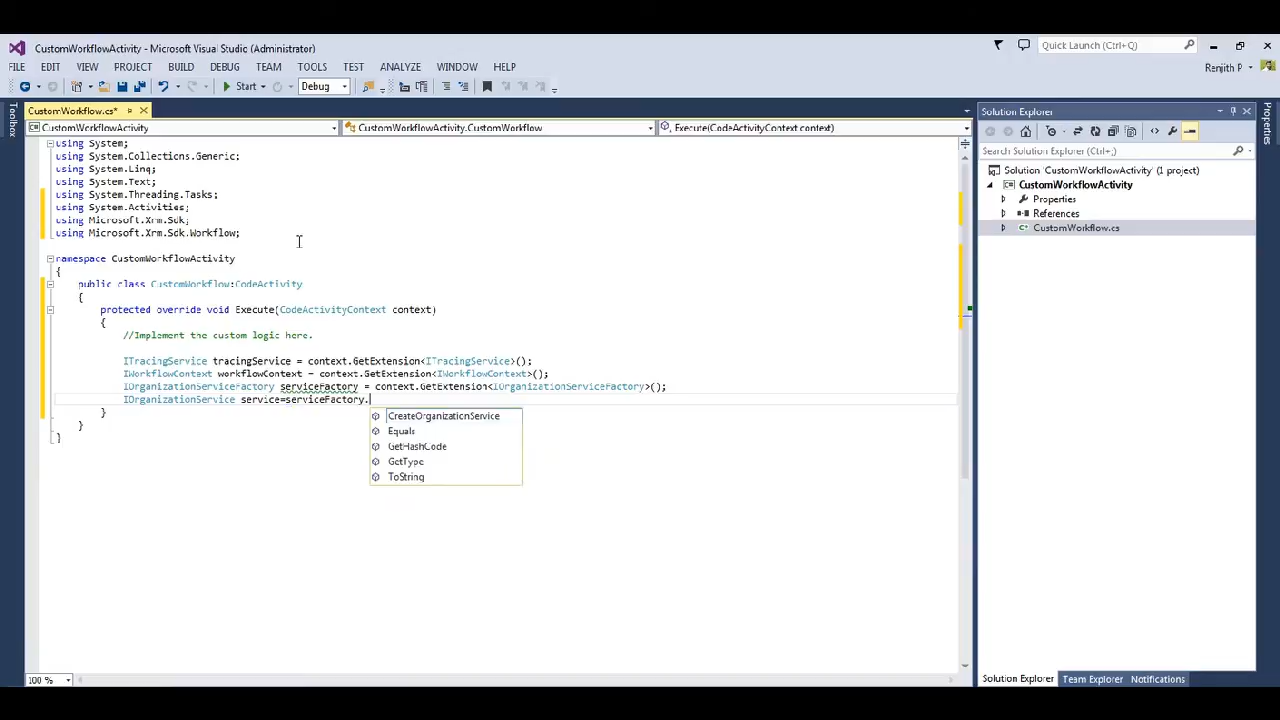 CustomWorkflowActivity - Microsoft Visual Studio (Administrator)
Quick Launch (Ctrl+Q)
FILE EDIT VIEW PROJECT BUILD DEBUG TEAM TOOLS TEST ANALYZE WINDOW HELP
Renjith P
Start
Debug
Toolbox
CustomWorkflow.cs*
CustomWorkflowActivity
CustomWorkflowActivity.CustomWorkflow
Execute(CodeActivityContext context)
using System;
using System.Collections.Generic;
using System.Linq;
using System.Text;
using System.Threading.Tasks;
using System.Activities;
using Microsoft.Xrm.Sdk;
using Microsoft.Xrm.Sdk.Workflow;
namespace CustomWorkflowActivity
{
public class CustomWorkflow:CodeActivity
{
protected override void Execute(CodeActivityContext context)
{
//Implement the custom logic here.
ITracingService tracingService = context.GetExtension<ITracingService>();
IWorkflowContext workflowContext = context.GetExtension<IWorkflowContext>();
IOrganizationServiceFactory serviceFactory = context.GetExtension<IOrganizationServiceFactory>();
IOrganizationService service=serviceFactory.
}
}
}
CreateOrganizationService
Equals
GetHashCode
GetType
ToString
100 %
Solution Explorer
Search Solution Explorer (Ctrl+;)
Solution 'CustomWorkflowActivity' (1 project)
CustomWorkflowActivity
Properties
References
CustomWorkflow.cs
Solution Explorer Team Explorer Notifications
Properties